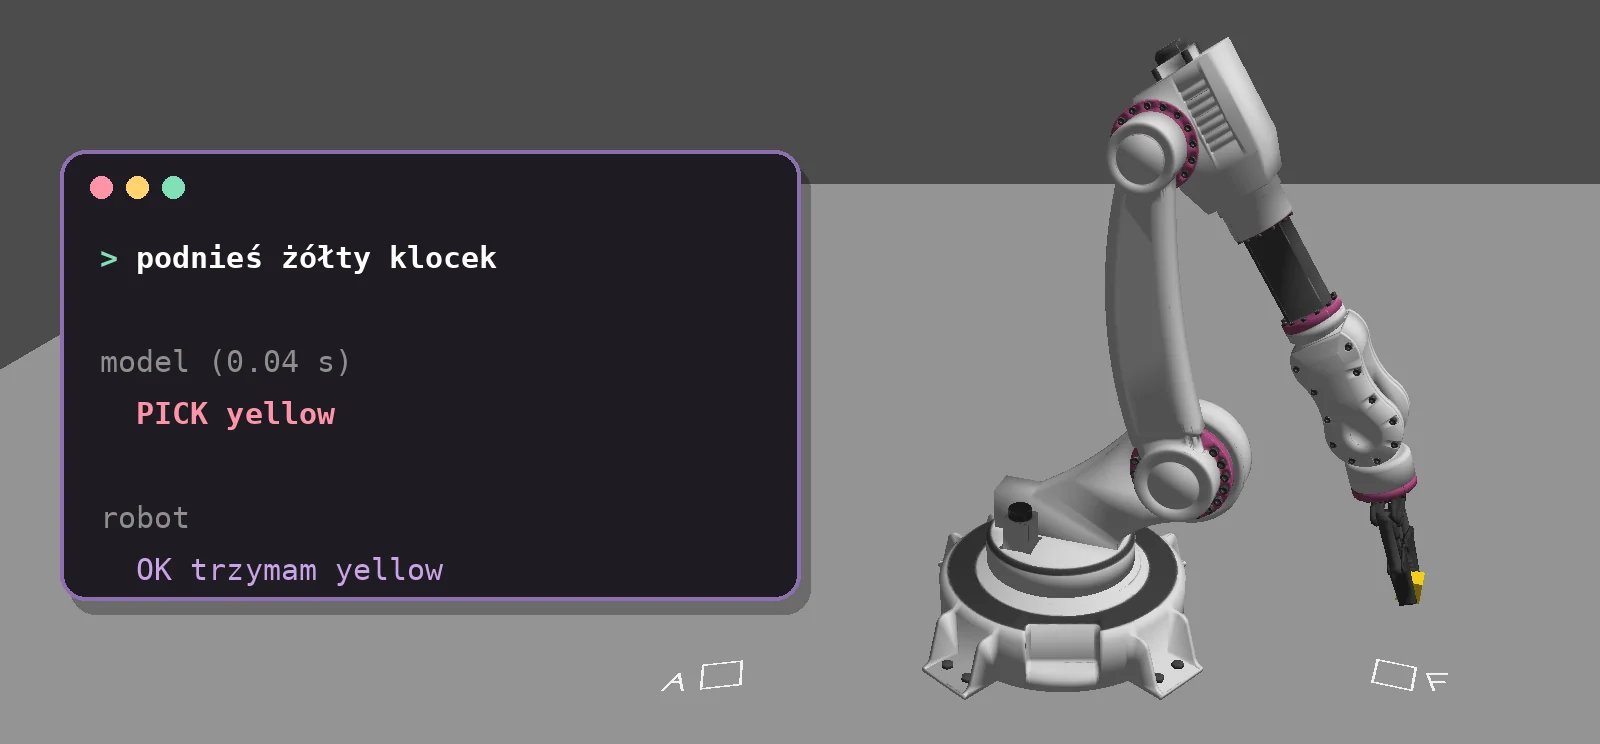 > podnieś żółty klocek
model (0.04 s)
PICK yellow
robot
OK trzymam yellow
A
F